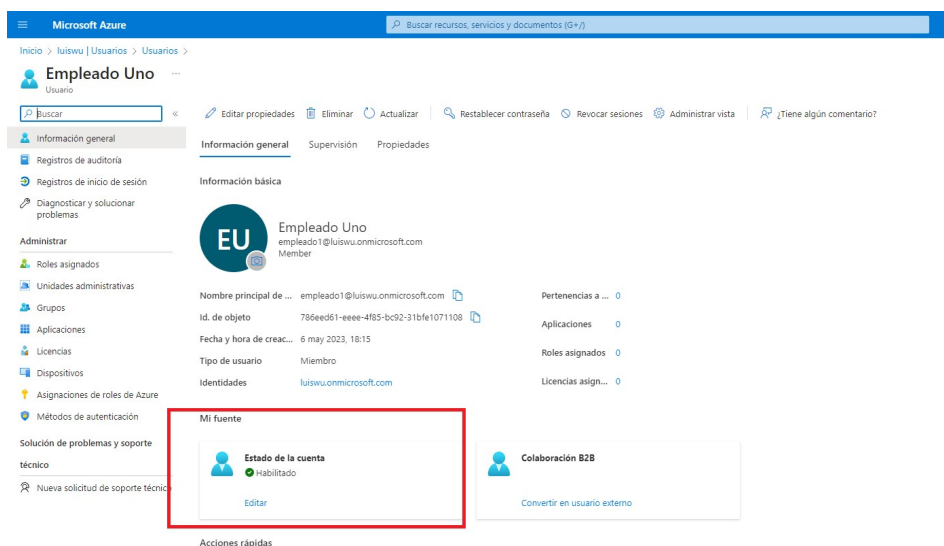 Microsoft Azure
Buscar recursos, servicios y documentos (G+/)
Inicio > luiswu | Usuarios > Usuarios >
Empleado Uno ...
Usuario
Buscar «
Editar propiedades Eliminar Actualizar Restablecer contraseña Revocar sesiones Administrar vista ¿Tiene algún comentario?
Información general
Registros de auditoría
Registros de inicio de sesión
Diagnosticar y solucionar
problemas
Administrar
Roles asignados
Unidades administrativas
Grupos
Aplicaciones
Licencias
Dispositivos
Asignaciones de roles de Azure
Métodos de autenticación
Solución de problemas y soporte
técnico
Nueva solicitud de soporte técnico
Información general Supervisión Propiedades
Información básica
EU
Empleado Uno
empleado1@luiswu.onmicrosoft.com
Member
Nombre principal de ... empleado1@luiswu.onmicrosoft.com
Id. de objeto 786eed61-eeee-4f85-bc92-31bfe1071108
Fecha y hora de creac... 6 may 2023, 18:15
Tipo de usuario Miembro
Identidades luiswu.onmicrosoft.com
Pertenencias a ... 0
Aplicaciones 0
Roles asignados 0
Licencias asign... 0
Mi fuente
Estado de la cuenta
Habilitado
Editar
Colaboración B2B
Convertir en usuario externo
Acciones rápidas